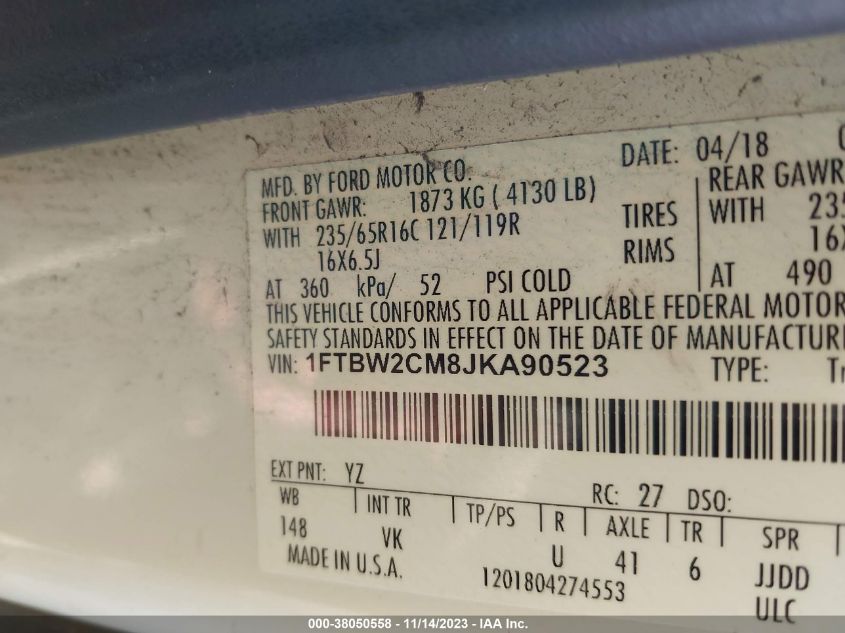 DATE: 04/18
MFD. BY FORD MOTOR CO.
FRONT GAWR: 1873 KG ( 4130 LB) REAR GAWR
WITH 235/65R16C 121/119R TIRES WITH 235
16X6.5J RIMS 16X
AT 360 kPa/ 52 PSI COLD AT 490
THIS VEHICLE CONFORMS TO ALL APPLICABLE FEDERAL MOTOR
SAFETY STANDARDS IN EFFECT ON THE DATE OF MANUFACTURE
VIN: 1FTBW2CM8JKA90523 TYPE:
EXT PNT: YZ RC: 27 DSO:
WB INT TR TP/PS R AXLE TR SPR
148 VK U 41 6 JJDD
MADE IN U.S.A. 1201804274553 ULC
000-38050558 - 11/14/2023 - IAA Inc.